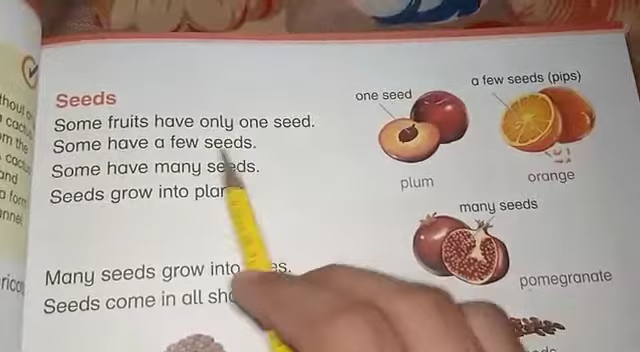 Seeds
Some fruits have only one seed.
Some have a few seeds.
Some have many seeds.
Seeds grow into
Many seeds grow into
Seeds come in all
one seed
a few seeds (pips)
plum
orange
many seeds
pomegranate